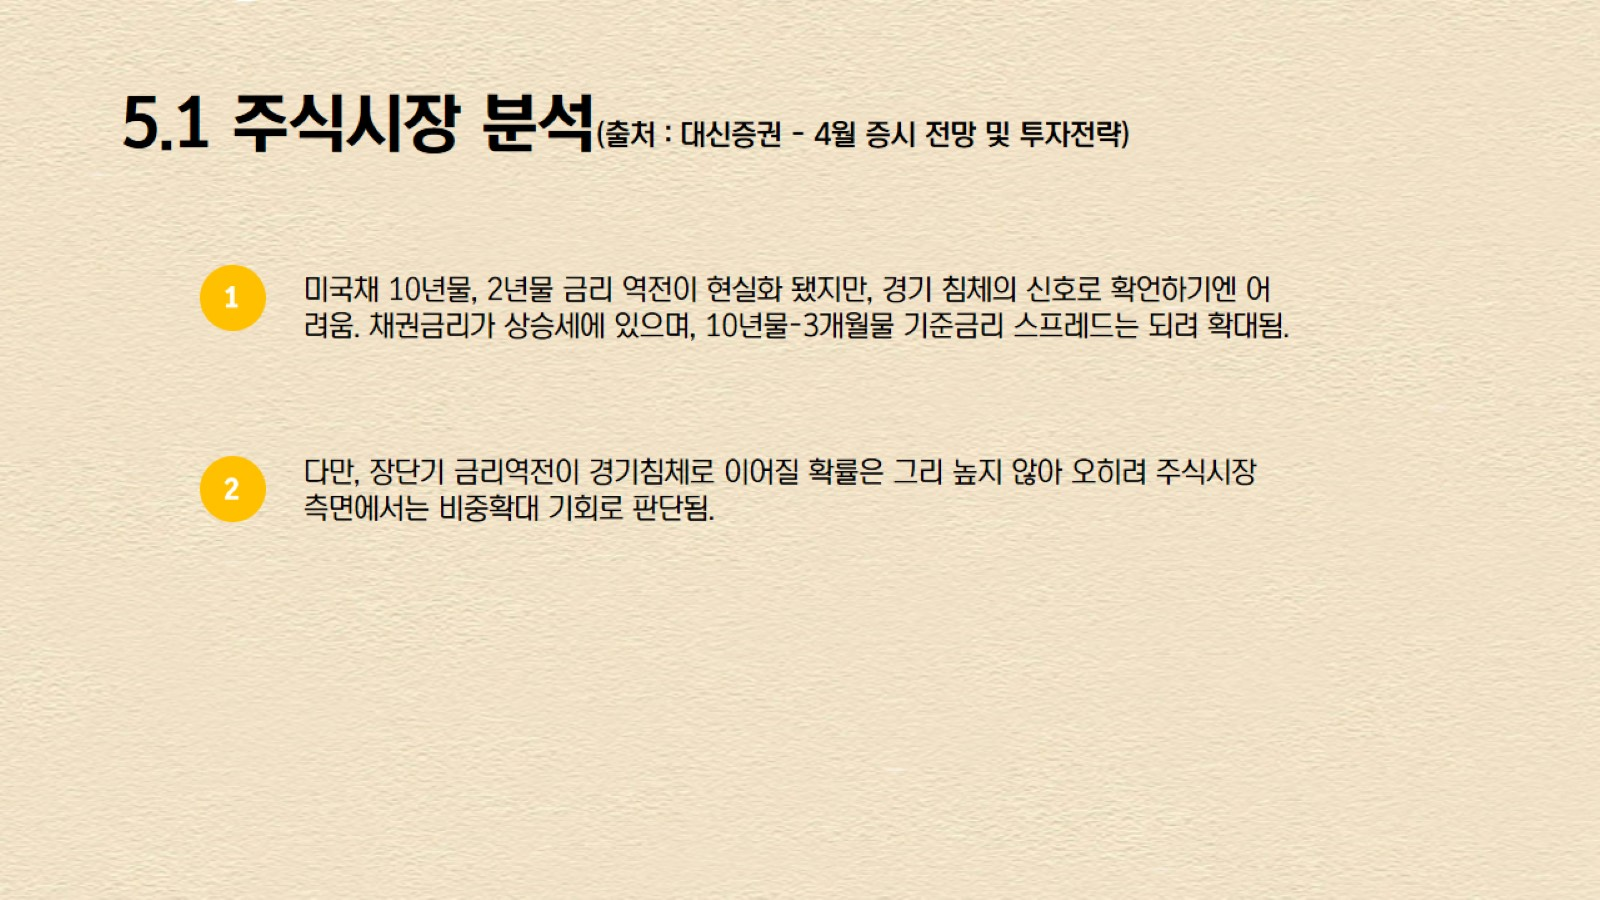 5.1 주식시장 분석(출처 : 대신증권 - 4월 증시 전망 및 투자전략)
1
미국채 10년물, 2년물 금리 역전이 현실화 됐지만, 경기 침체의 신호로 확언하기엔 어
려움. 채권금리가 상승세에 있으며, 10년물-3개월물 기준금리 스프레드는 되려 확대됨.
2
다만, 장단기 금리역전이 경기침체로 이어질 확률은 그리 높지 않아 오히려 주식시장
측면에서는 비중확대 기회로 판단됨.